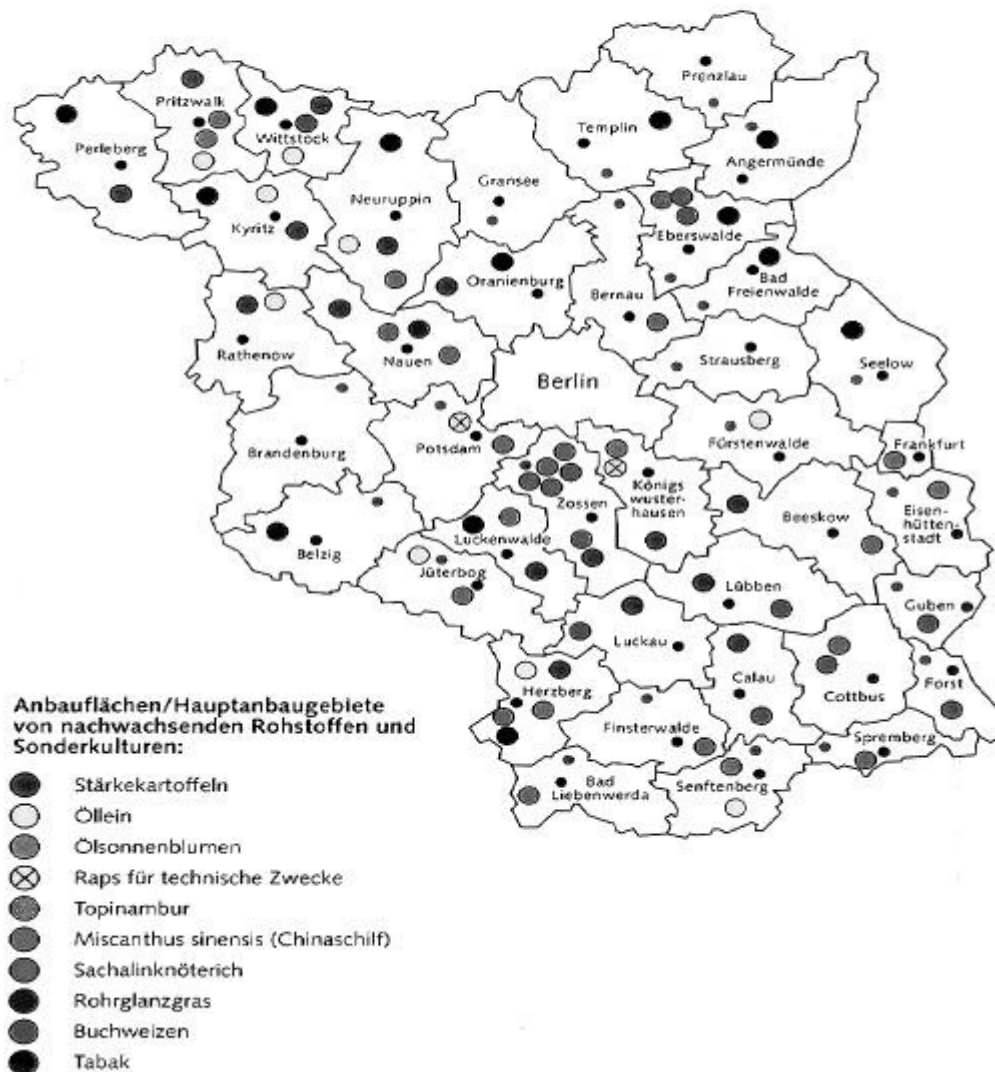 Prenzlau
Pritzwalk
Templin
Wittstock
Perleberg
Angermünde
Gransee
Neuruppin
Kyritz
Eberswalde
Oranienburg
Bad
Freienwalde
Bernau
Rathenow
Nauen
Strausberg
Seelow
Berlin
Potsdam
Fürstenwalde
Frankfurt
Brandenburg
Zossen
Königs
wuster-
hausen
Beeskow
Eisen-
hütten-
stadt
Luckenwalde
Belzig
Jüterbog
Lübben
Guben
Luckau
Calau
Cottbus
Forst
Herzberg
Finsterwalde
Spremberg
Bad
Liebenwerda
Senftenberg
Anbauflächen/Hauptanbaugebiete
von nachwachsenden Rohstoffen und
Sonderkulturen:
Stärkekartoffeln
Öllein
Ölsonnenblumen
Raps für technische Zwecke
Topinambur
Miscanthus sinensis (Chinaschilf)
Sachalinknöterich
Rohrglanzgras
Buchweizen
Tabak